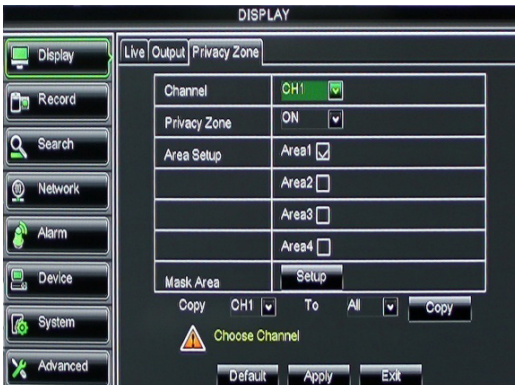 DISPLAY
Display
Record
Search
Network
Alarm
Device
System
Advanced
Live Output Privacy Zone
Channel CH1
Privacy Zone ON
Area Setup Area1
Area2
Area3
Area4
Mask Area Setup
Copy CH1 To All Copy
Choose Channel
Default Apply Exit